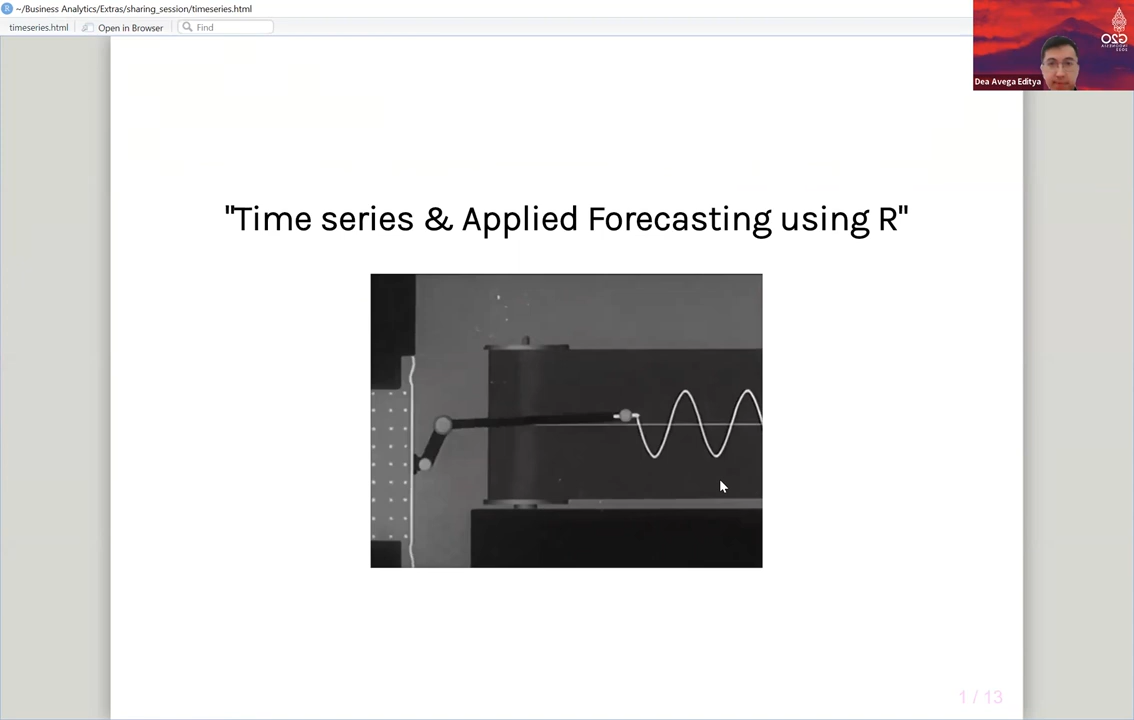 ~/Business Analytics/Extras/sharing_session/timeseries.html
timeseries.html
Open in Browser
Find
G20
Dea Avega Editya
"Time series & Applied Forecasting using R"
1 / 13